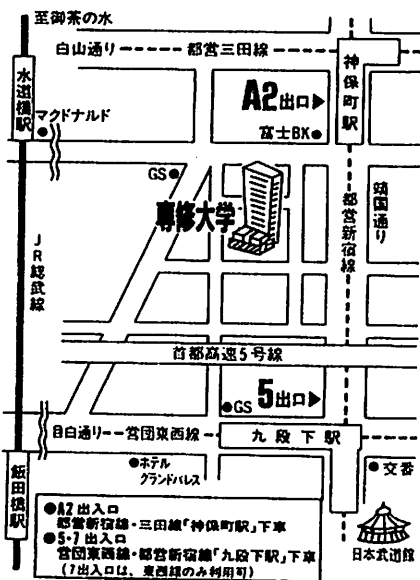 至御茶の水
白山通り
都営三田線
神保町駅
水道橋駅
A2出口▶
マクドナルド
富士BK●
GS●
専修大学
都営新宿線
靖国通り
JR総武線
首都高速5号線
●GS
5出口▶
目白通り
営団東西線
九段下駅
●ホテル
グランドパレス
●交番
飯田橋駅
日本武道館
●A2出入口
都営新宿線・三田線「神保町駅」下車
●5・7出入口
営団東西線・都営新宿線「九段下駅」下車
(7出入口は、東西線のみ利用可)